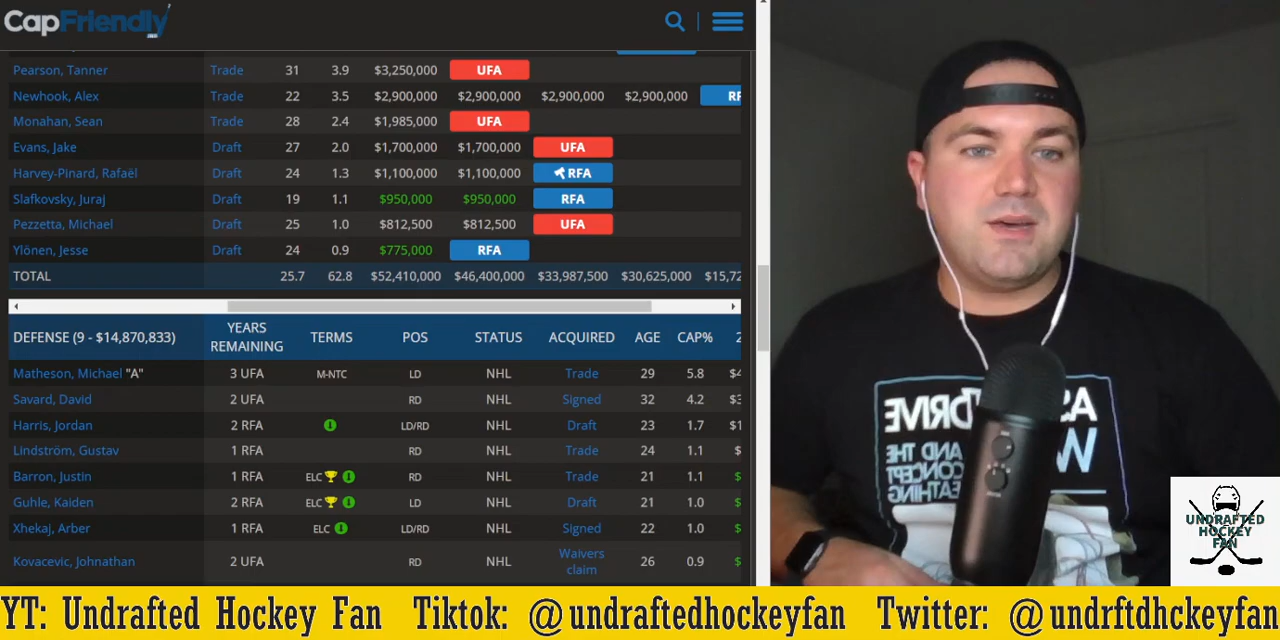 CapFriendly
Pearson, Tanner Trade 31 3.9 $3,250,000 UFA
Newhook, Alex Trade 22 3.5 $2,900,000 $2,900,000 $2,900,000 $2,900,000 RF
Monahan, Sean Trade 28 2.4 $1,985,000 UFA
Evans, Jake Draft 27 2.0 $1,700,000 $1,700,000 UFA
Harvey-Pinard, Rafaël Draft 24 1.3 $1,100,000 $1,100,000 RFA
Slafkovsky, Juraj Draft 19 1.1 $950,000 $950,000 RFA
Pezzetta, Michael Draft 25 1.0 $812,500 $812,500 UFA
Ylönen, Jesse Draft 24 0.9 $775,000 RFA
TOTAL 25.7 62.8 $52,410,000 $46,400,000 $33,987,500 $30,625,000 $15,72
DEFENSE (9 - $14,870,833) YEARS REMAINING TERMS POS STATUS ACQUIRED AGE CAP% 2
Matheson, Michael "A" 3 UFA M-NTC LD NHL Trade 29 5.8 $4
Savard, David 2 UFA RD NHL Signed 32 4.2 $3
Harris, Jordan 2 RFA LD/RD NHL Draft 23 1.7 $1
Lindström, Gustav 1 RFA RD NHL Trade 24 1.1 $
Barron, Justin 1 RFA ELC RD NHL Trade 21 1.1 $
Guhle, Kaiden 2 RFA ELC LD NHL Draft 21 1.0 $
Xhekaj, Arber 1 RFA ELC LD/RD NHL Signed 22 1.0 $
Kovacevic, Johnathan 2 UFA RD NHL Waivers claim 26 0.9 $
AND THE
CONCEPT
UNDRAFTED
HOCKEY
FAN
YT: Undrafted Hockey Fan Tiktok: @undraftedhockeyfan Twitter: @undrftdhckeyfan